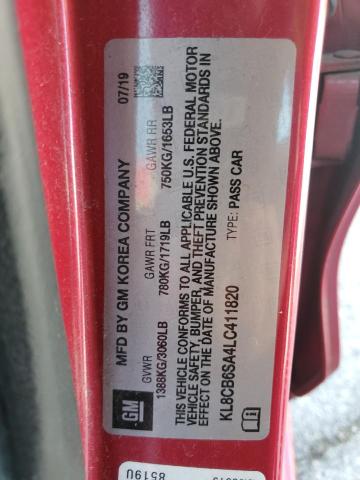 07/19
MFD BY GM KOREA COMPANY
GVWR GAWR FRT GAWR RR
1388KG/3060LB 780KG/1719LB 750KG/1653LB
THIS VEHICLE CONFORMS TO ALL APPLICABLE U.S. FEDERAL MOTOR
VEHICLE SAFETY, BUMPER, AND THEFT PREVENTION STANDARDS IN
EFFECT ON THE DATE OF MANUFACTURE SHOWN ABOVE.
KL8CB6SA4LC411820 TYPE: PASS CAR
GM
8519U